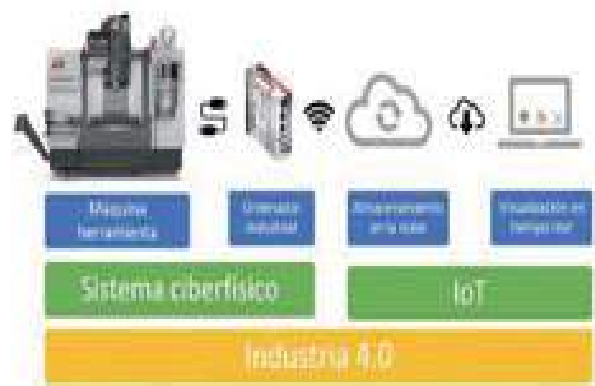 Máquina
herramienta
Ordenador
industrial
Almacenamiento
en la nube
Visualización en
tiempo real
Sistema ciberfísico
IoT
Industria 4.0